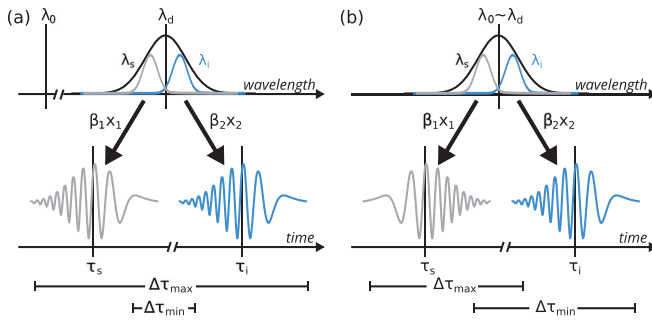 (a) λ₀ λd
λs λi
wavelength
β₁x₁ β₂x₂
time
τs τi
Δτmax
Δτmin
(b) λ₀~λd
λs λi
wavelength
β₁x₁ β₂x₂
time
τs τi
Δτmax
Δτmin